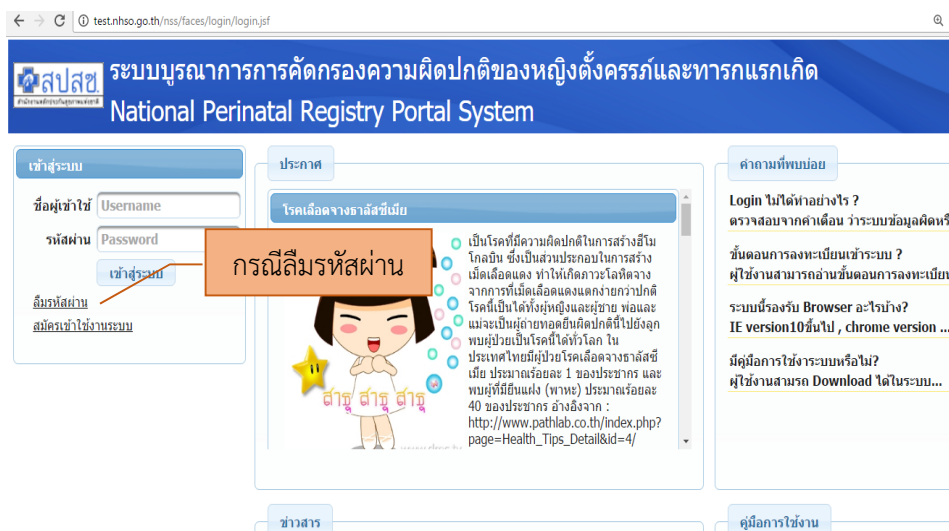 test.nhso.go.th/nss/faces/login/login.jsf
สปสช.
ระบบบูรณาการการคัดกรองความผิดปกติของหญิงตั้งครรภ์และทารกแรกเกิด
National Perinatal Registry Portal System
เข้าสู่ระบบ
ชื่อผู้เข้าใช้ Username
รหัสผ่าน Password
เข้าสู่ระบบ
ลืมรหัสผ่าน
สมัครเข้าใช้งานระบบ
กรณีลืมรหัสผ่าน
ประกาศ
โรคเลือดจางธาลัสซีเมีย
เป็นโรคที่มีความผิดปกติในการสร้างฮีโม
โกลบิน ซึ่งเป็นส่วนประกอบในการสร้าง
เม็ดเลือดแดง ทำให้เกิดภาวะโลหิตจาง
จากการที่เม็ดเลือดแดงแตกง่ายกว่าปกติ
โรคนี้เป็นได้ทั้งผู้หญิงและผู้ชาย พ่อและ
แม่จะเป็นผู้ถ่ายทอดยีนผิดปกตินี้ไปยังลูก
พบผู้ป่วยเป็นโรคนี้ได้ทั่วโลก ใน
ประเทศไทยมีผู้ป่วยโรคเลือดจางธาลัสซี
เมีย ประมาณร้อยละ 1 ของประชากร และ
พบผู้ที่มียีนแฝง (พาหะ) ประมาณร้อยละ
40 ของประชากร อ้างอิงจาก :
http://www.pathlab.co.th/index.php?
page=Health_Tips_Detail&id=4/
สาธุ สาธุ สาธุ
คำถามที่พบบ่อย
Login ไม่ได้ทำอย่างไร ?
ตรวจสอบจากคำเตือน ว่าระบบข้อมูลผิดหรื
ขั้นตอนการลงทะเบียนเข้าระบบ ?
ผู้ใช้งานสามารถอ่านขั้นตอนการลงทะเบียน
ระบบนี้รองรับ Browser อะไรบ้าง?
IE version10ขึ้นไป , chrome version ...
มีคู่มือการใช้งาระบบหรือไม่?
ผู้ใช้งานสามรถ Download ได้ในระบบ...
ข่าวสาร
คู่มือการใช้งาน